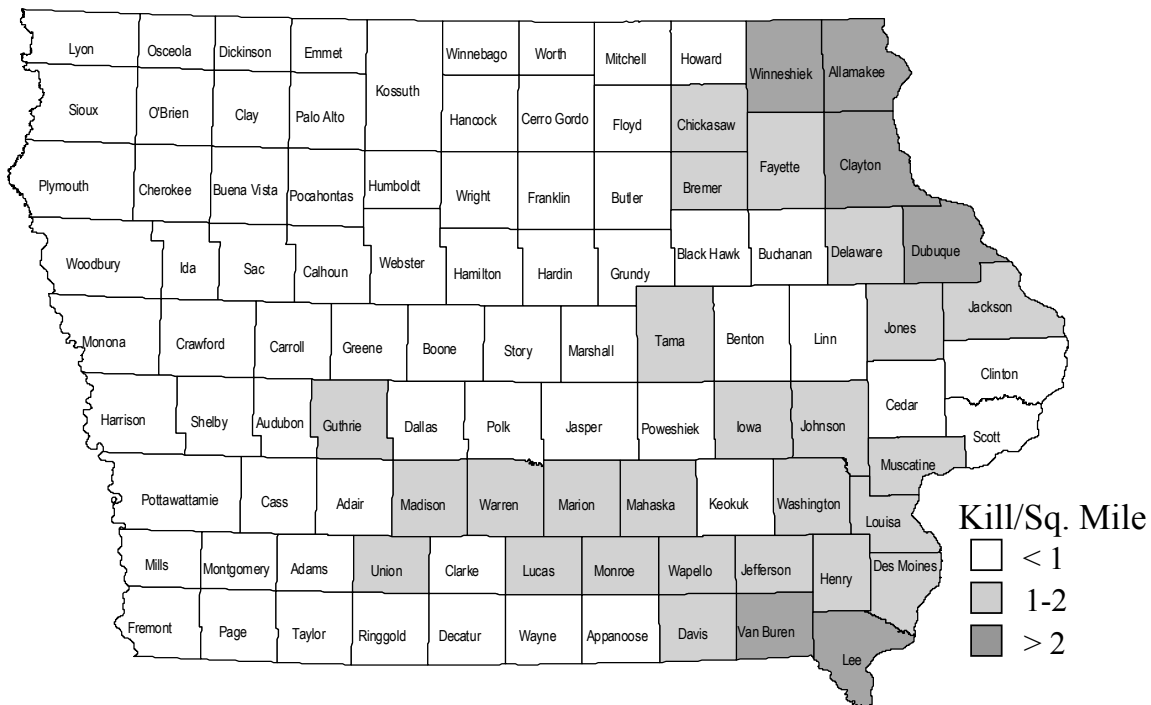 Lyon Osceola Dickinson Emmet Winnebago Worth Mitchell Howard Winneshiek Allamakee
Kossuth
Sioux O'Brien Clay Palo Alto Hancock Cerro Gordo Floyd Chickasaw
Fayette Clayton
Plymouth Cherokee Buena Vista Pocahontas Humboldt Wright Franklin Butler Bremer
Woodbury Ida Sac Calhoun Webster Hamilton Hardin Grundy Black Hawk Buchanan Delaware Dubuque
Jackson
Monona Crawford Carroll Greene Boone Story Marshall Tama Benton Linn Jones
Clinton
Harrison Shelby Audubon Guthrie Dallas Polk Jasper Poweshiek Iowa Johnson Cedar
Scott
Muscatine
Pottawattamie Cass Adair Madison Warren Marion Mahaska Keokuk Washington
Louisa
Kill/Sq. Mile
< 1
1-2
> 2
Mills Montgomery Adams Union Clarke Lucas Monroe Wapello Jefferson Henry Des Moines
Fremont Page Taylor Ringgold Decatur Wayne Appanoose Davis Van Buren
Lee